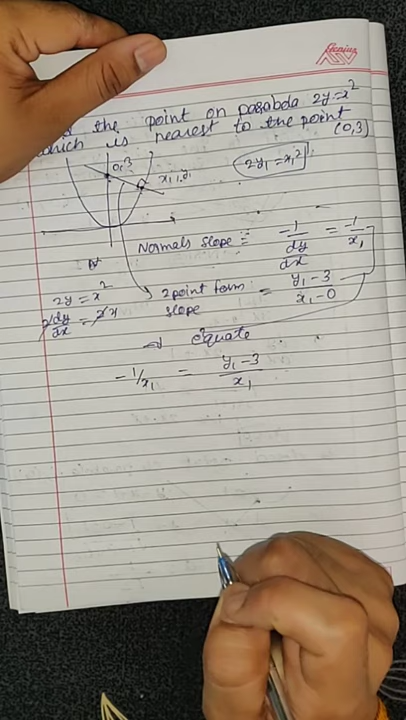 the point on parabola 2y = x²
which is nearest to the point
(0,3)
0,3
x₁, y₁
2y₁ = x₁²
Normals slope = -1/(dy/dx) = -1/x₁
2y = x²
2dy/dx = 2x
2 point form slope = (y₁ - 3)/(x₁ - 0)
⇒ equate
-1/x₁ = (y₁ - 3)/x₁